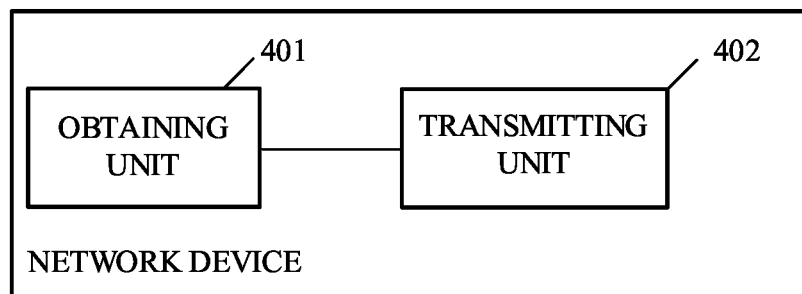 401
402
OBTAINING
UNIT
TRANSMITTING
UNIT
NETWORK DEVICE